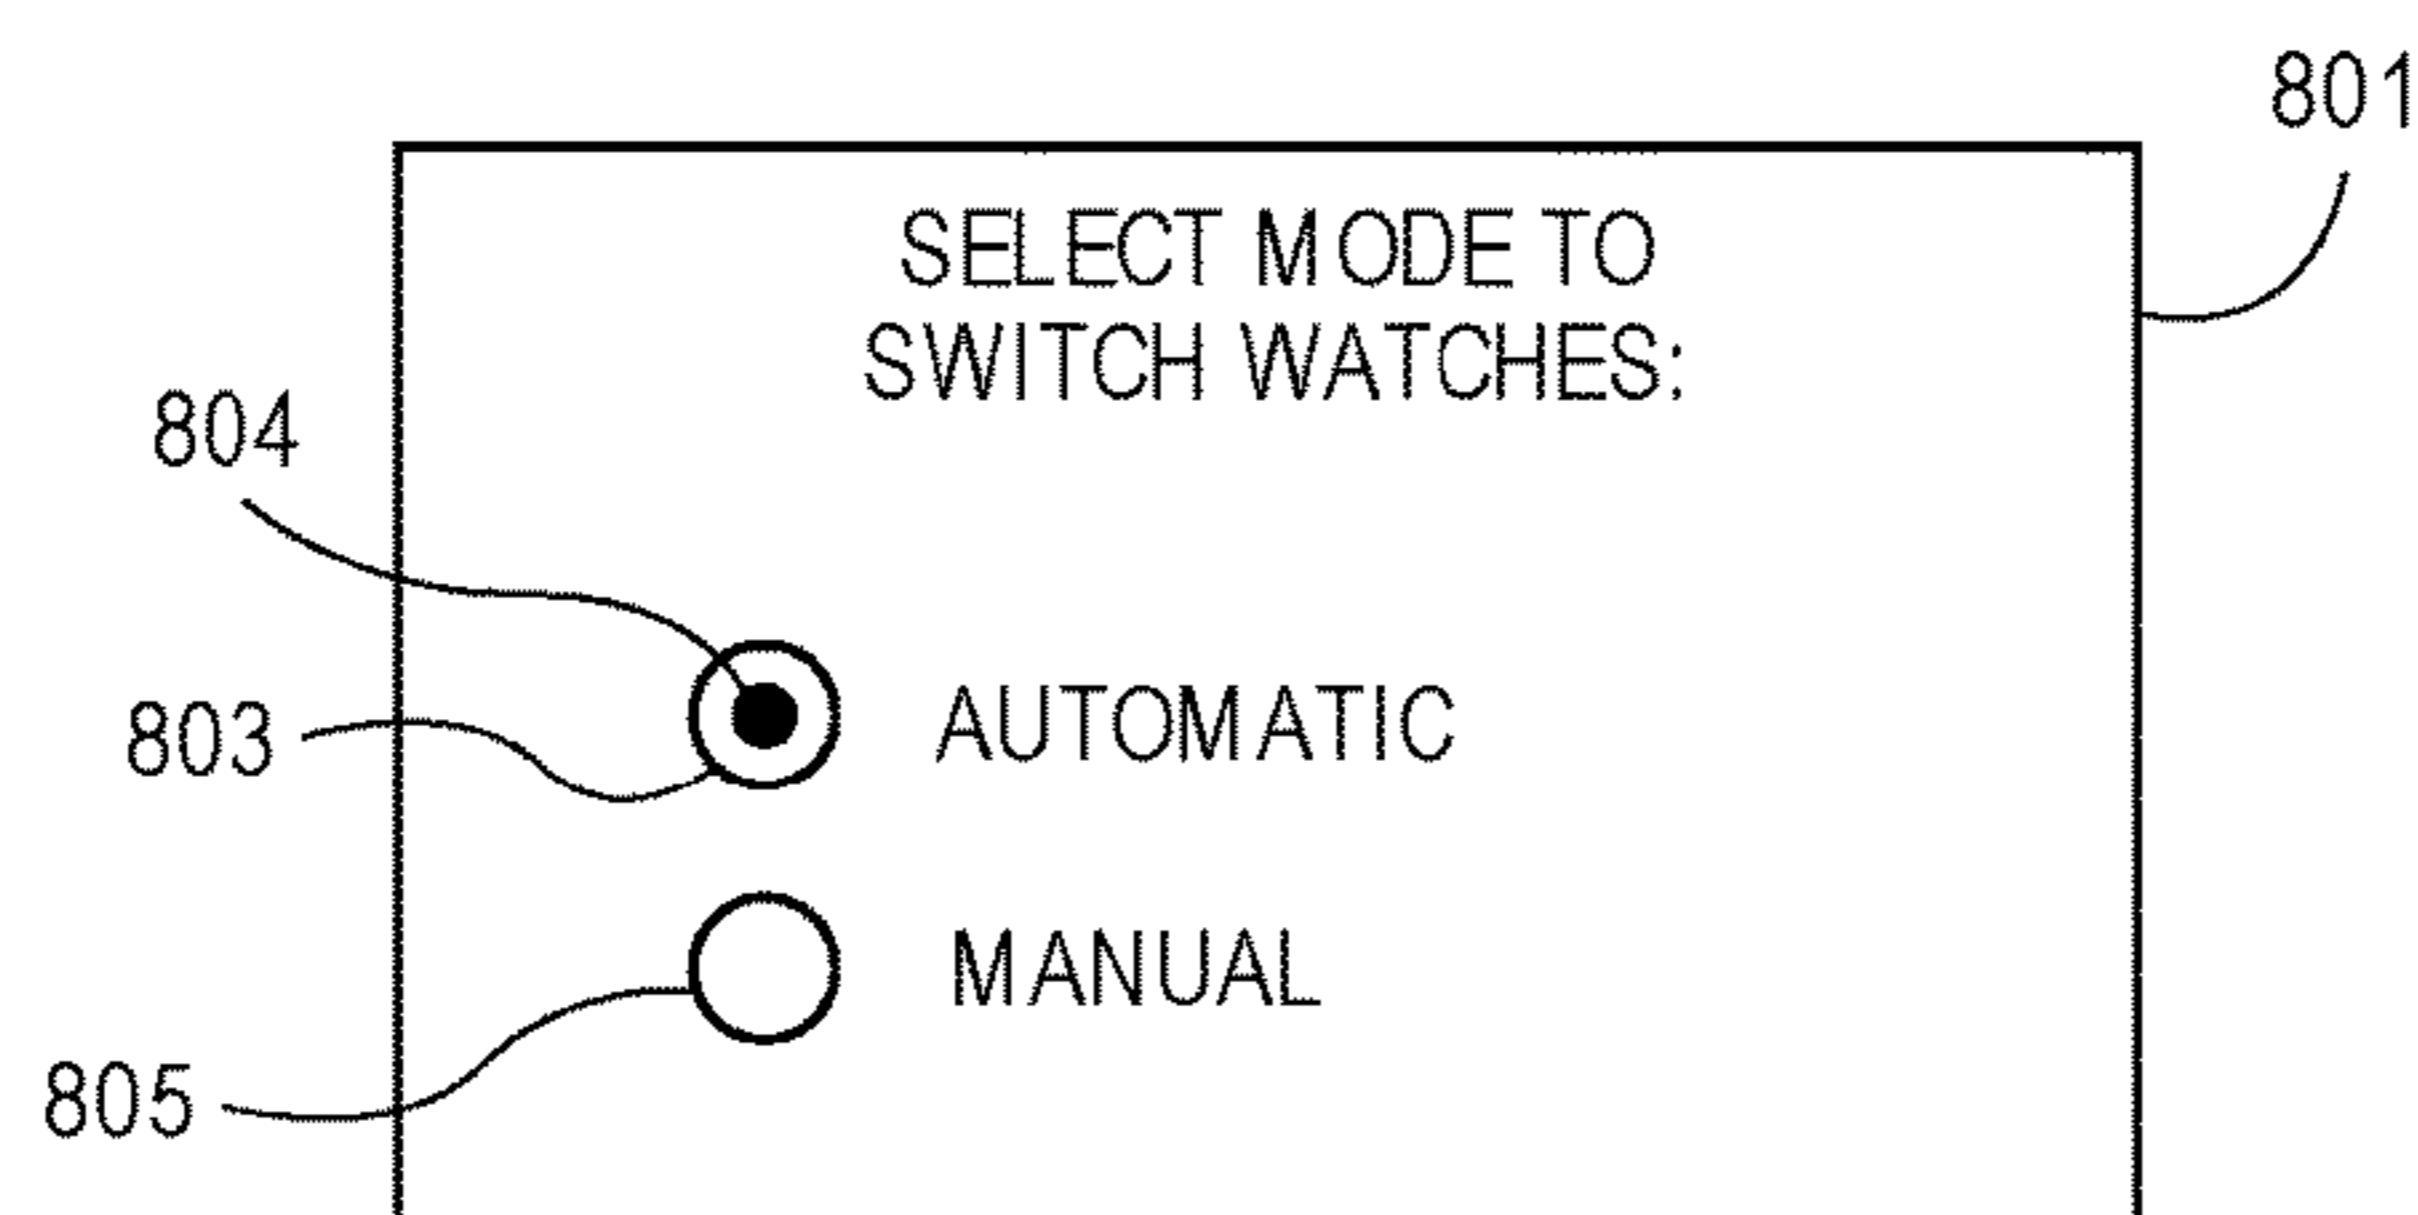 801
SELECT MODE TO
SWITCH WATCHES:
804
803
AUTOMATIC
MANUAL
805